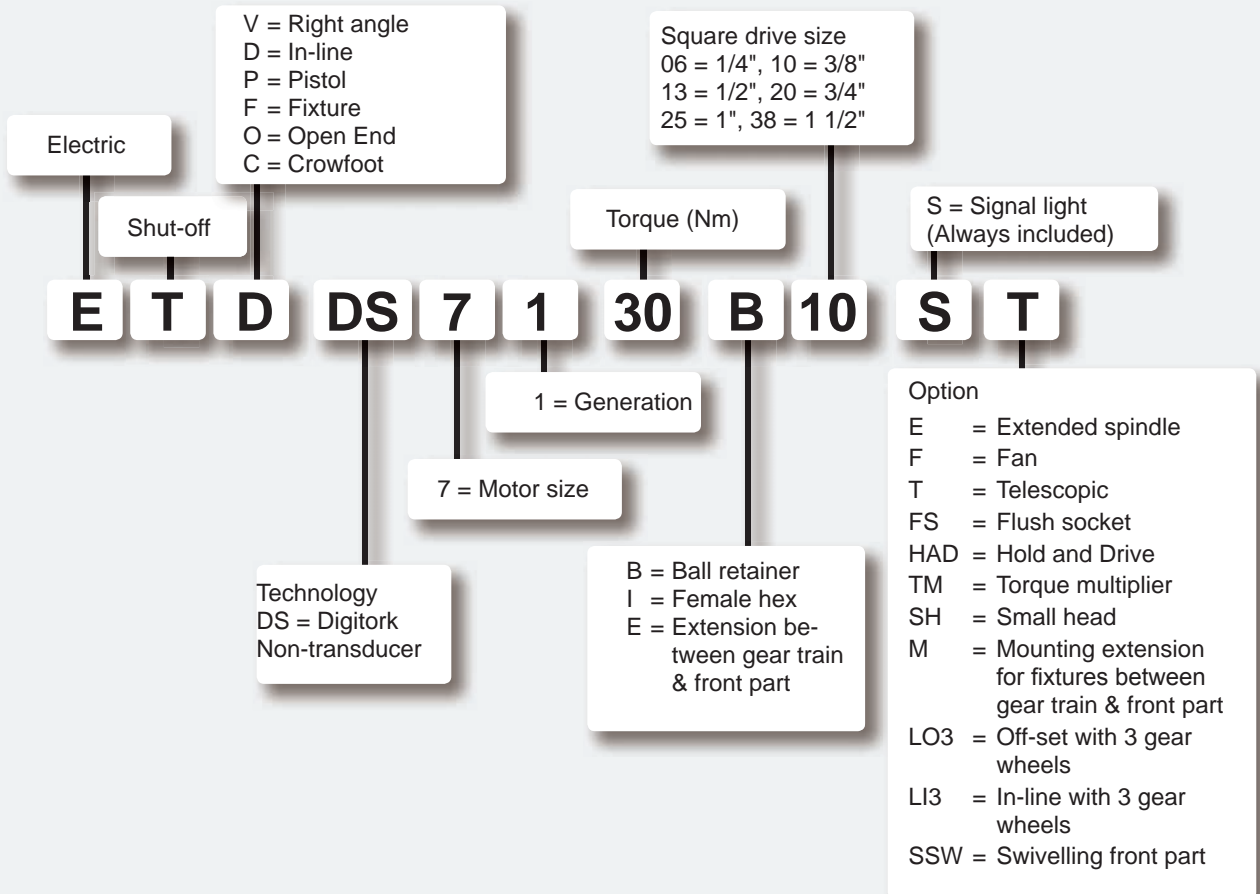 V = Right angle
D = In-line
P = Pistol
F = Fixture
O = Open End
C = Crowfoot
Square drive size
06 = 1/4", 10 = 3/8"
13 = 1/2", 20 = 3/4"
25 = 1", 38 = 1 1/2"
Electric
Shut-off
Torque (Nm)
S = Signal light
(Always included)
E T D DS 7 1 30 B 10 S T
1 = Generation
7 = Motor size
Technology
DS = Digitork
Non-transducer
B = Ball retainer
I = Female hex
E = Extension be-
tween gear train
& front part
Option
E = Extended spindle
F = Fan
T = Telescopic
FS = Flush socket
HAD = Hold and Drive
TM = Torque multiplier
SH = Small head
M = Mounting extension
for fixtures between
gear train & front part
LO3 = Off-set with 3 gear
wheels
LI3 = In-line with 3 gear
wheels
SSW = Swivelling front part